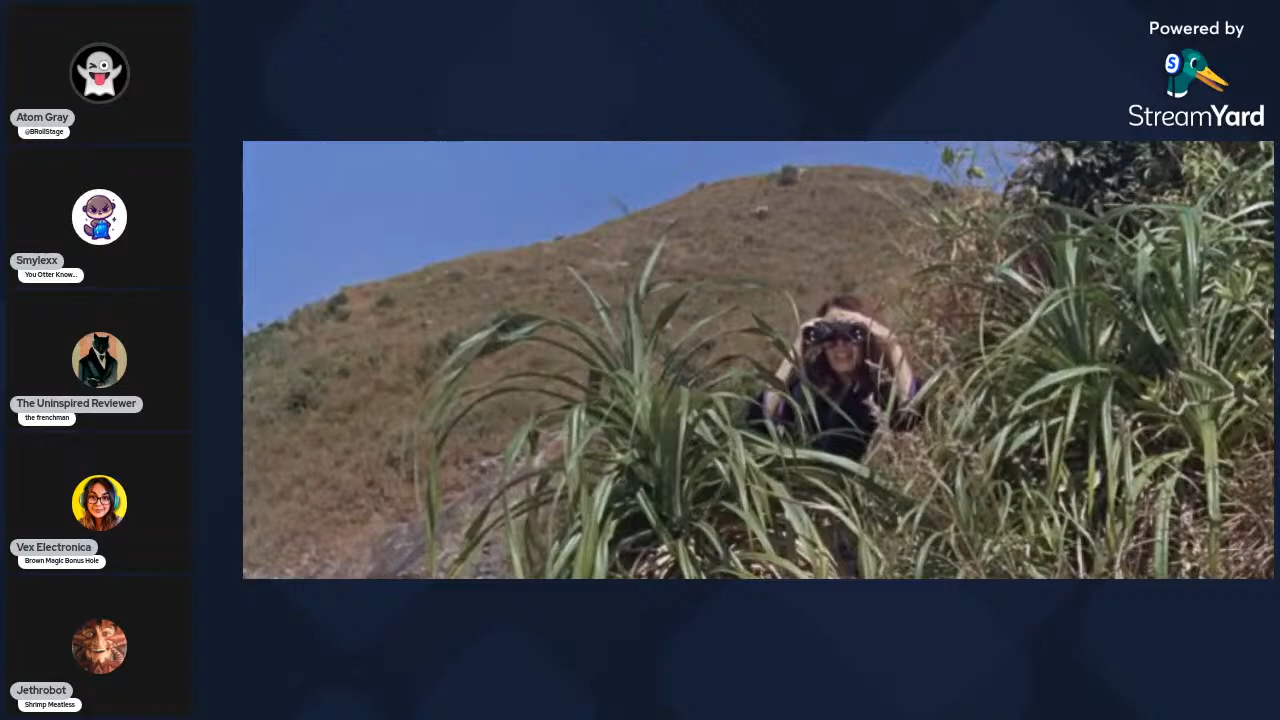 Powered by
StreamYard
Atom Gray
@BRollStage
Smylexx
You Otter Know...
The Uninspired Reviewer
the frenchman
Vex Electronica
Brown Magic Bonus Hole
Jethrobot
Shrimp Meatless